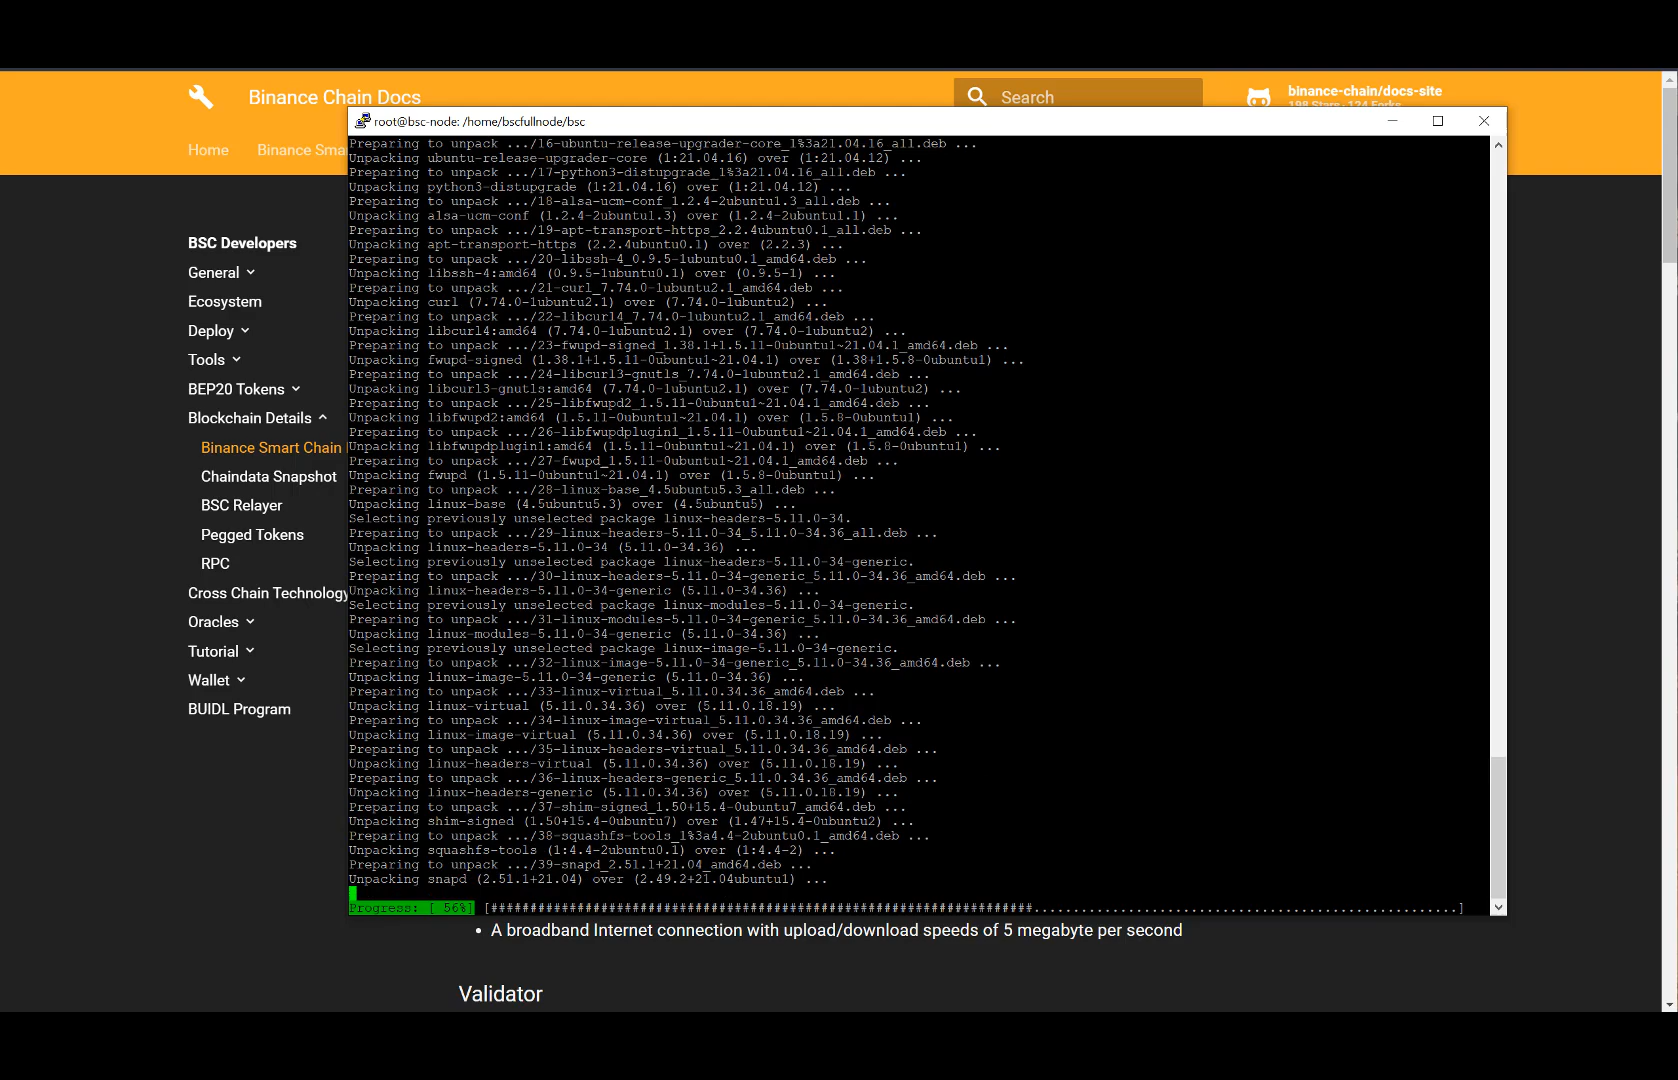 Binance Chain Docs
Search
binance-chain/docs-site
198 Stars · 124 Forks
Home
Binance Smar
root@bsc-node: /home/bscfullnode/bsc
BSC Developers
General
Ecosystem
Deploy
Tools
BEP20 Tokens
Blockchain Details
Binance Smart Chain
Chaindata Snapshot
BSC Relayer
Pegged Tokens
RPC
Cross Chain Technology
Oracles
Tutorial
Wallet
BUIDL Program
Preparing to unpack .../16-ubuntu-release-upgrader-core_1%3a21.04.16_all.deb ...
Unpacking ubuntu-release-upgrader-core (1:21.04.16) over (1:21.04.12) ...
Preparing to unpack .../17-python3-distupgrade_1%3a21.04.16_all.deb ...
Unpacking python3-distupgrade (1:21.04.16) over (1:21.04.12) ...
Preparing to unpack .../18-alsa-ucm-conf_1.2.4-2ubuntu1.3_all.deb ...
Unpacking alsa-ucm-conf (1.2.4-2ubuntu1.3) over (1.2.4-2ubuntu1.1) ...
Preparing to unpack .../19-apt-transport-https_2.2.4ubuntu0.1_all.deb ...
Unpacking apt-transport-https (2.2.4ubuntu0.1) over (2.2.3) ...
Preparing to unpack .../20-libssh-4_0.9.5-1ubuntu0.1_amd64.deb ...
Unpacking libssh-4:amd64 (0.9.5-1ubuntu0.1) over (0.9.5-1) ...
Preparing to unpack .../21-curl_7.74.0-1ubuntu2.1_amd64.deb ...
Unpacking curl (7.74.0-1ubuntu2.1) over (7.74.0-1ubuntu2) ...
Preparing to unpack .../22-libcurl4_7.74.0-1ubuntu2.1_amd64.deb ...
Unpacking libcurl4:amd64 (7.74.0-1ubuntu2.1) over (7.74.0-1ubuntu2) ...
Preparing to unpack .../23-fwupd-signed_1.38.1+1.5.11-0ubuntu1~21.04.1_amd64.deb ...
Unpacking fwupd-signed (1.38.1+1.5.11-0ubuntu1~21.04.1) over (1.38+1.5.8-0ubuntu1) ...
Preparing to unpack .../24-libcurl3-gnutls_7.74.0-1ubuntu2.1_amd64.deb ...
Unpacking libcurl3-gnutls:amd64 (7.74.0-1ubuntu2.1) over (7.74.0-1ubuntu2) ...
Preparing to unpack .../25-libfwupd2_1.5.11-0ubuntu1~21.04.1_amd64.deb ...
Unpacking libfwupd2:amd64 (1.5.11-0ubuntu1~21.04.1) over (1.5.8-0ubuntu1) ...
Preparing to unpack .../26-libfwupdplugin1_1.5.11-0ubuntu1~21.04.1_amd64.deb ...
Unpacking libfwupdplugin1:amd64 (1.5.11-0ubuntu1~21.04.1) over (1.5.8-0ubuntu1) ...
Preparing to unpack .../27-fwupd_1.5.11-0ubuntu1~21.04.1_amd64.deb ...
Unpacking fwupd (1.5.11-0ubuntu1~21.04.1) over (1.5.8-0ubuntu1) ...
Preparing to unpack .../28-linux-base_4.5ubuntu5.3_all.deb ...
Unpacking linux-base (4.5ubuntu5.3) over (4.5ubuntu5) ...
Selecting previously unselected package linux-headers-5.11.0-34.
Preparing to unpack .../29-linux-headers-5.11.0-34_5.11.0-34.36_all.deb ...
Unpacking linux-headers-5.11.0-34 (5.11.0-34.36) ...
Selecting previously unselected package linux-headers-5.11.0-34-generic.
Preparing to unpack .../30-linux-headers-5.11.0-34-generic_5.11.0-34.36_amd64.deb ...
Unpacking linux-headers-5.11.0-34-generic (5.11.0-34.36) ...
Selecting previously unselected package linux-modules-5.11.0-34-generic.
Preparing to unpack .../31-linux-modules-5.11.0-34-generic_5.11.0-34.36_amd64.deb ...
Unpacking linux-modules-5.11.0-34-generic (5.11.0-34.36) ...
Selecting previously unselected package linux-image-5.11.0-34-generic.
Preparing to unpack .../32-linux-image-5.11.0-34-generic_5.11.0-34.36_amd64.deb ...
Unpacking linux-image-5.11.0-34-generic (5.11.0-34.36) ...
Preparing to unpack .../33-linux-virtual_5.11.0.34.36_amd64.deb ...
Unpacking linux-virtual (5.11.0.34.36) over (5.11.0.18.19) ...
Preparing to unpack .../34-linux-image-virtual_5.11.0.34.36_amd64.deb ...
Unpacking linux-image-virtual (5.11.0.34.36) over (5.11.0.18.19) ...
Preparing to unpack .../35-linux-headers-virtual_5.11.0.34.36_amd64.deb ...
Unpacking linux-headers-virtual (5.11.0.34.36) over (5.11.0.18.19) ...
Preparing to unpack .../36-linux-headers-generic_5.11.0.34.36_amd64.deb ...
Unpacking linux-headers-generic (5.11.0.34.36) over (5.11.0.18.19) ...
Preparing to unpack .../37-shim-signed_1.50+15.4-0ubuntu7_amd64.deb ...
Unpacking shim-signed (1.50+15.4-0ubuntu7) over (1.47+15.4-0ubuntu2) ...
Preparing to unpack .../38-squashfs-tools_1%3a4.4-2ubuntu0.1_amd64.deb ...
Unpacking squashfs-tools (1:4.4-2ubuntu0.1) over (1:4.4-2) ...
Preparing to unpack .../39-snapd_2.51.1+21.04_amd64.deb ...
Unpacking snapd (2.51.1+21.04) over (2.49.2+21.04ubuntu1) ...
Progress: [ 56%] [#####################################################################......................................................]
• A broadband Internet connection with upload/download speeds of 5 megabyte per second
Validator